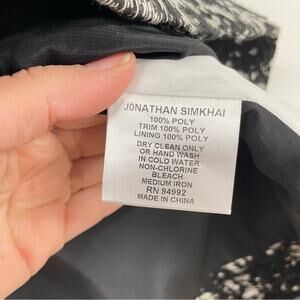 JONATHAN SIMKHAI
100% POLY
TRIM 100% POLY
LINING 100% POLY
DRY CLEAN ONLY
OR HAND WASH
IN COLD WATER
NON-CHLORINE
BLEACH
MEDIUM IRON
RN 94992
MADE IN CHINA